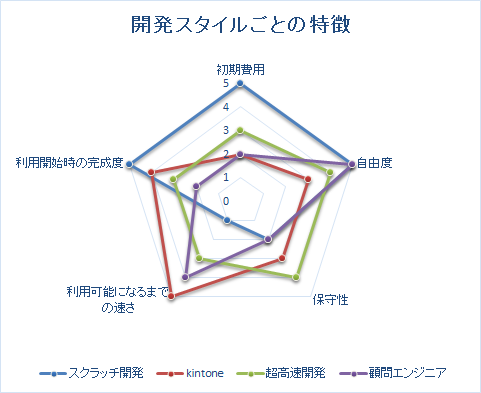 開発スタイルごとの特徴
初期費用
5
4
3
2
1
0
利用開始時の完成度
自由度
利用可能になるまで
の速さ
保守性
スクラッチ開発
kintone
超高速開発
顧問エンジニア